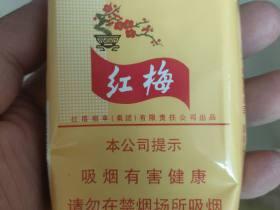 红梅
红塔烟草（集团）有限责任公司出品
本公司提示
吸烟有害健康
请勿在禁烟场所吸烟